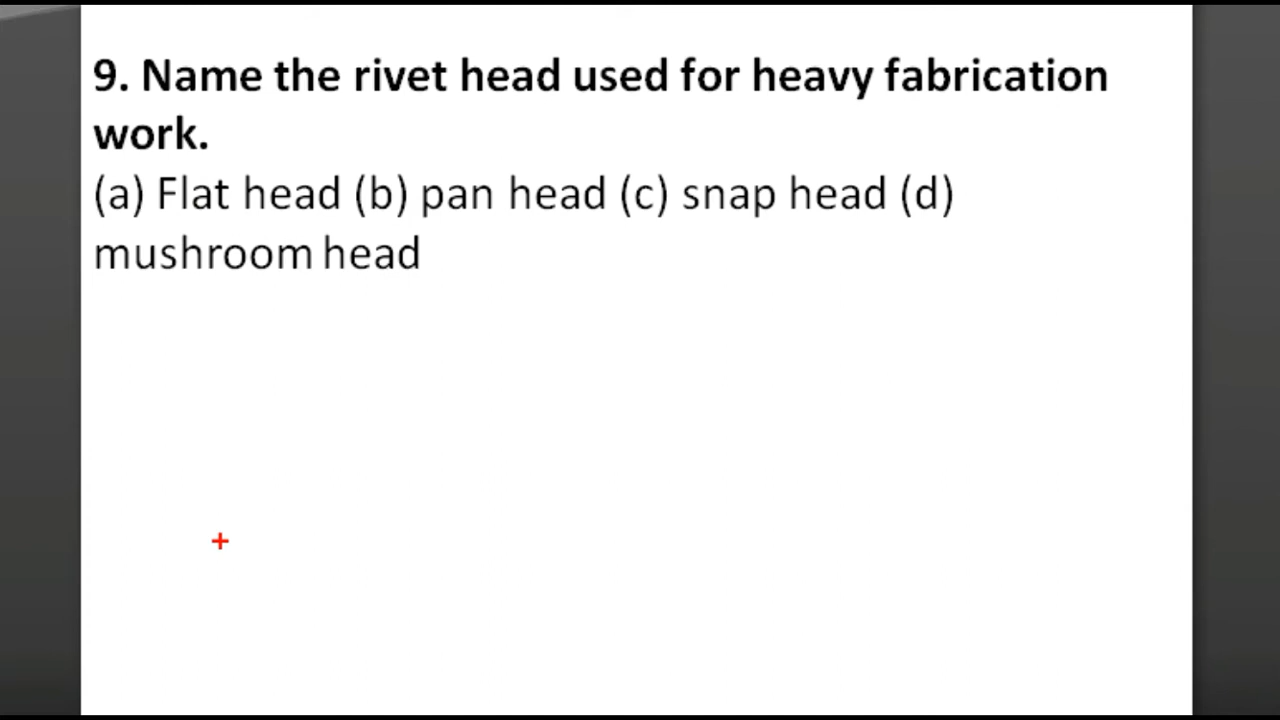 9. Name the rivet head used for heavy fabrication
work.
(a) Flat head (b) pan head (c) snap head (d)
mushroom head